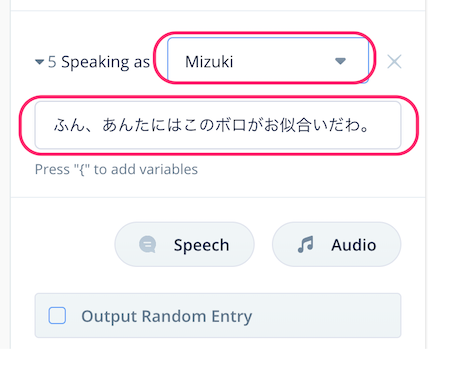 5 Speaking as Mizuki
ふん、あんたにはこのボロがお似合いだわ。
Press "{" to add variables
Speech Audio
Output Random Entry